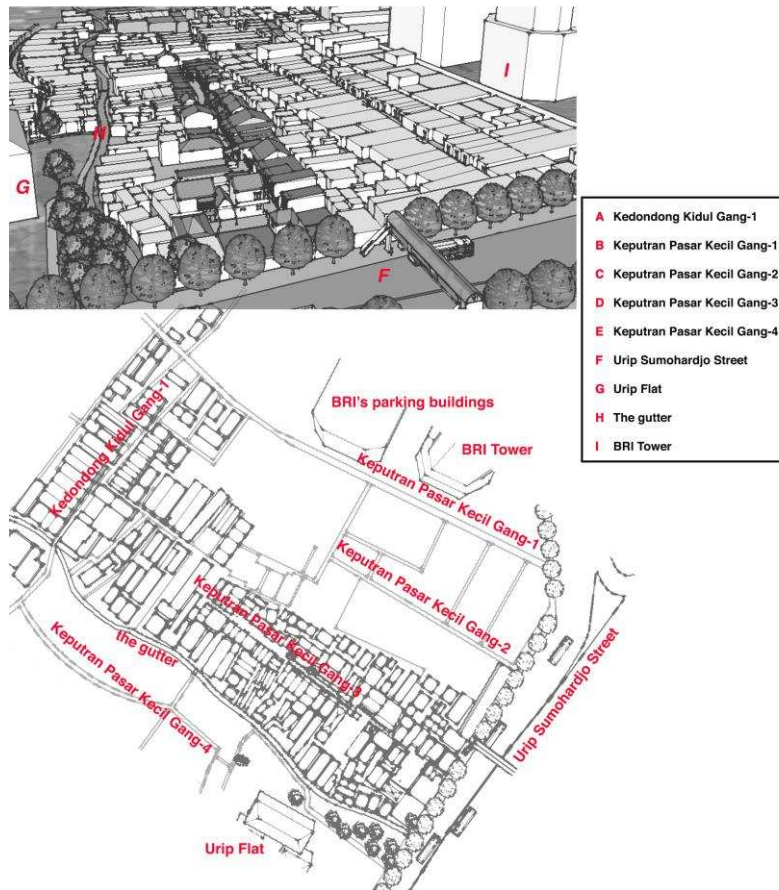 I
H
G
F
A Kedondong Kidul Gang-1
B Keputran Pasar Kecil Gang-1
C Keputran Pasar Kecil Gang-2
D Keputran Pasar Kecil Gang-3
E Keputran Pasar Kecil Gang-4
F Urip Sumohardjo Street
G Urip Flat
H The gutter
I BRI Tower
Kedondong Kidul Gang-1
BRI's parking buildings
BRI Tower
Keputran Pasar Kecil Gang-1
Keputran Pasar Kecil Gang-2
Keputran Pasar Kecil Gang-3
the gutter
Keputran Pasar Kecil Gang-4
Urip Sumohardjo Street
Urip Flat